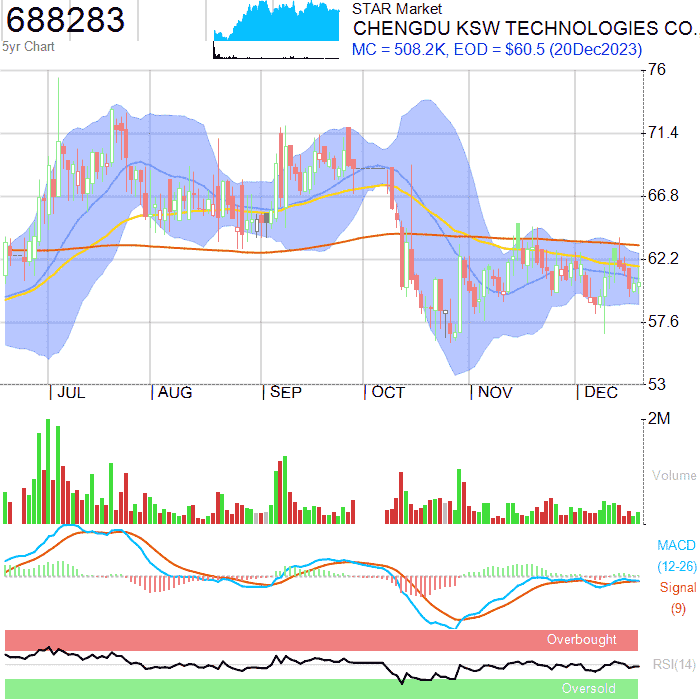 688283
5yr Chart
STAR Market
CHENGDU KSW TECHNOLOGIES CO.
MC = 508.2K, EOD = $60.5 (20Dec2023)
76
71.4
66.8
62.2
57.6
53
JUL AUG SEP OCT NOV DEC
2M
Volume
MACD
(12-26)
Signal
(9)
Overbought
RSI(14)
Oversold